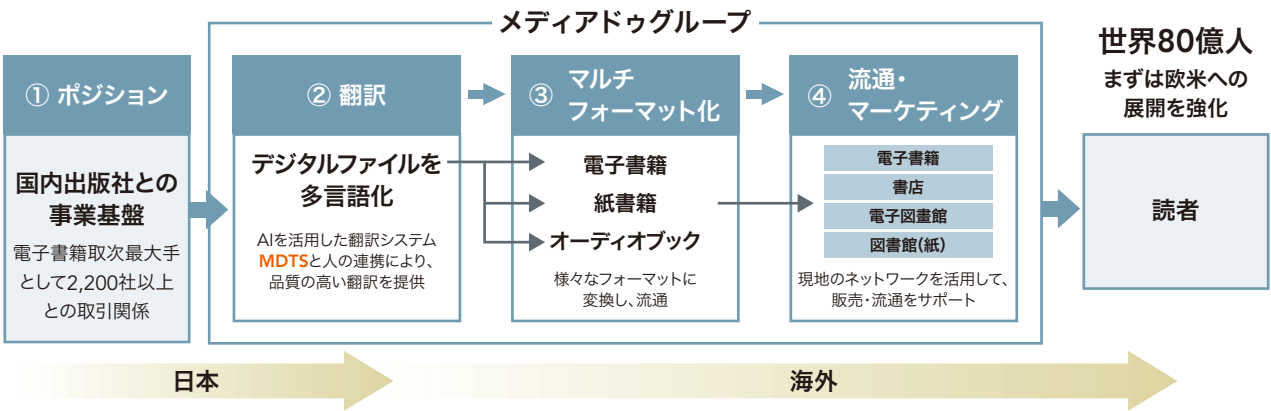 メディアドゥグループ
① ポジション
国内出版社との
事業基盤
電子書籍取次最大手
として2,200社以上
との取引関係
② 翻訳
デジタルファイルを
多言語化
AIを活用した翻訳システム
MDTSと人の連携により、
品質の高い翻訳を提供
③ マルチ
フォーマット化
電子書籍
紙書籍
オーディオブック
様々なフォーマットに
変換し、流通
④ 流通・
マーケティング
電子書籍
書店
電子図書館
図書館(紙)
現地のネットワークを活用して、
販売・流通をサポート
世界80億人
まずは欧米への
展開を強化
読者
日本
海外